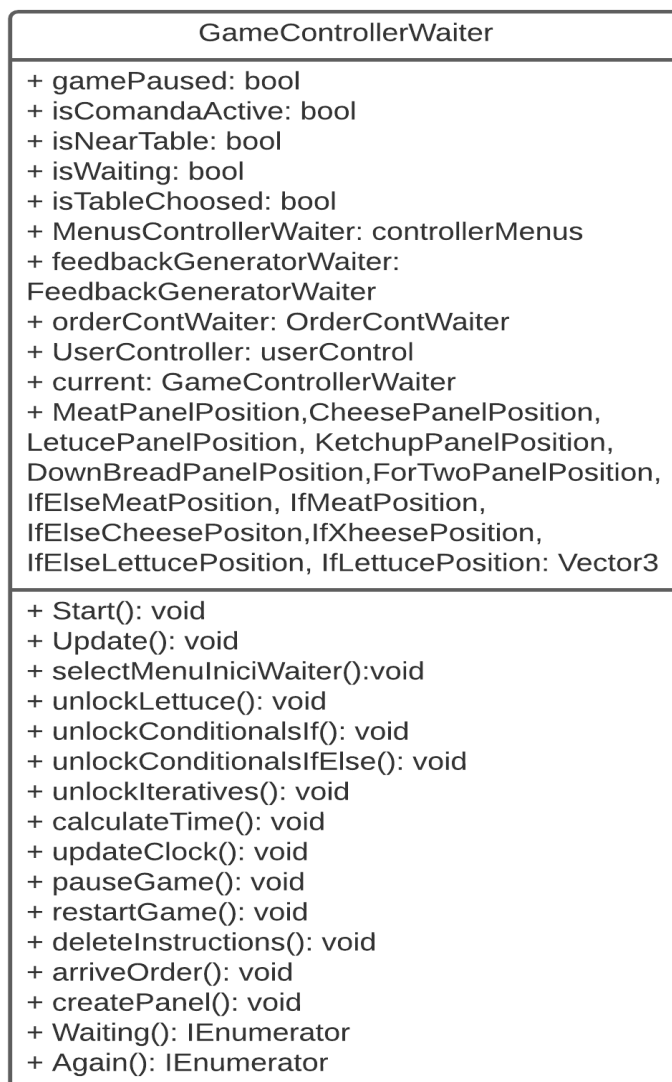 GameControllerWaiter
+ gamePaused: bool
+ isComandaActive: bool
+ isNearTable: bool
+ isWaiting: bool
+ isTableChoosed: bool
+ MenusControllerWaiter: controllerMenus
+ feedbackGeneratorWaiter:
FeedbackGeneratorWaiter
+ orderContWaiter: OrderContWaiter
+ UserController: userControl
+ current: GameControllerWaiter
+ MeatPanelPosition,CheesePanelPosition,
LetucePanelPosition, KetchupPanelPosition,
DownBreadPanelPosition,ForTwoPanelPosition,
IfElseMeatPosition, IfMeatPosition,
IfElseCheesePositon,IfXheesePosition,
IfElseLettucePosition, IfLettucePosition: Vector3
+ Start(): void
+ Update(): void
+ selectMenuIniciWaiter():void
+ unlockLettuce(): void
+ unlockConditionalsIf(): void
+ unlockConditionalsIfElse(): void
+ unlockIteratives(): void
+ calculateTime(): void
+ updateClock(): void
+ pauseGame(): void
+ restartGame(): void
+ deleteInstructions(): void
+ arriveOrder(): void
+ createPanel(): void
+ Waiting(): IEnumerator
+ Again(): IEnumerator